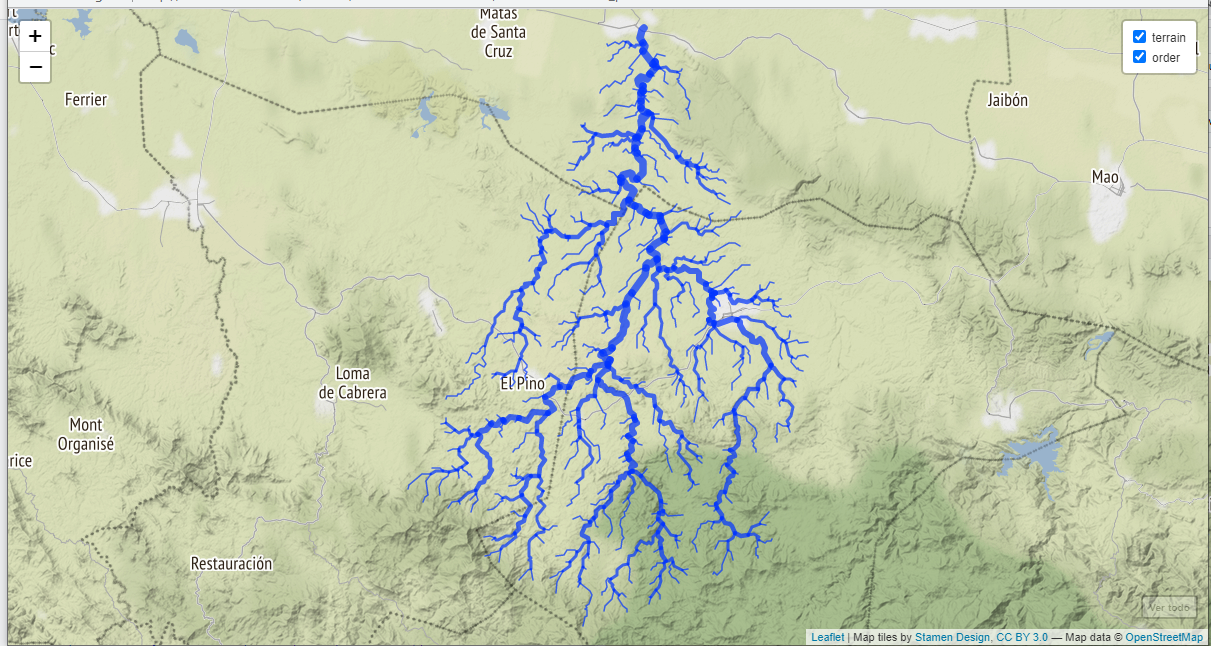 +
−
Matas
de Santa
Cruz
terrain
order
Ferrier
Jaibón
Mao
Loma
de Cabrera
El Pino
Mont
Organisé
rice
Restauración
Ver todo
Leaflet | Map tiles by Stamen Design, CC BY 3.0 — Map data © OpenStreetMap